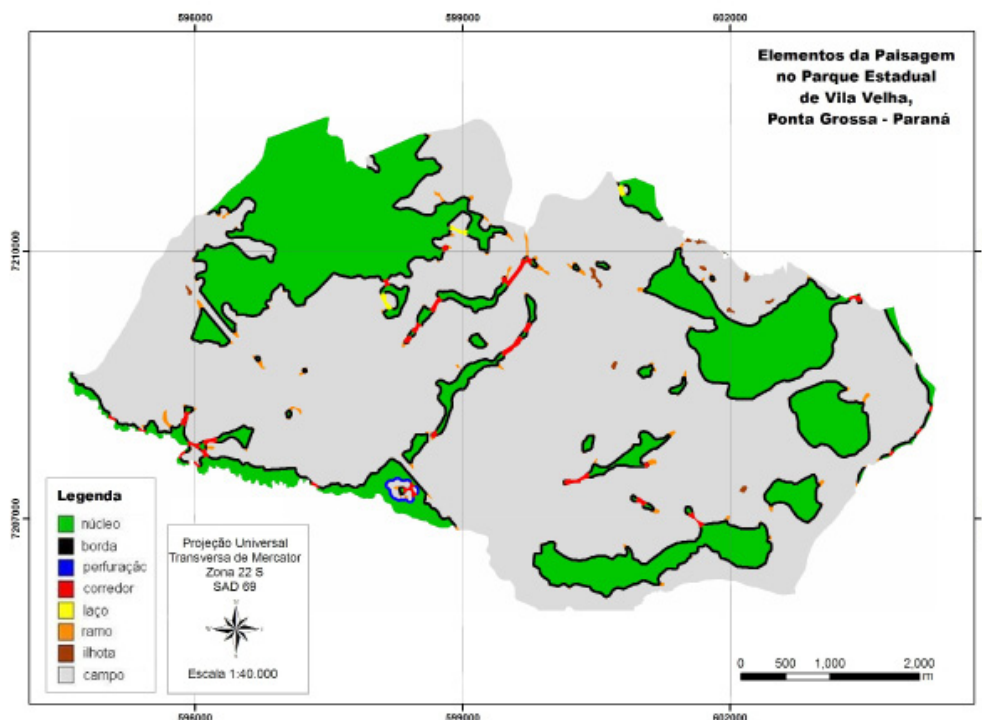 596000 599000 602000
Elementos da Paisagem
no Parque Estadual
de Vila Velha,
Ponta Grossa - Paraná
7210000 7210000
7207000 7207000
Legenda
núcleo
borda
perfuração
corredor
laço
ramo
ilhota
campo
Projeção Universal
Transversa de Mercator
Zona 22 S
SAD 69
Escala 1:40.000
0 500 1,000 2,000
m
596000 599000 602000